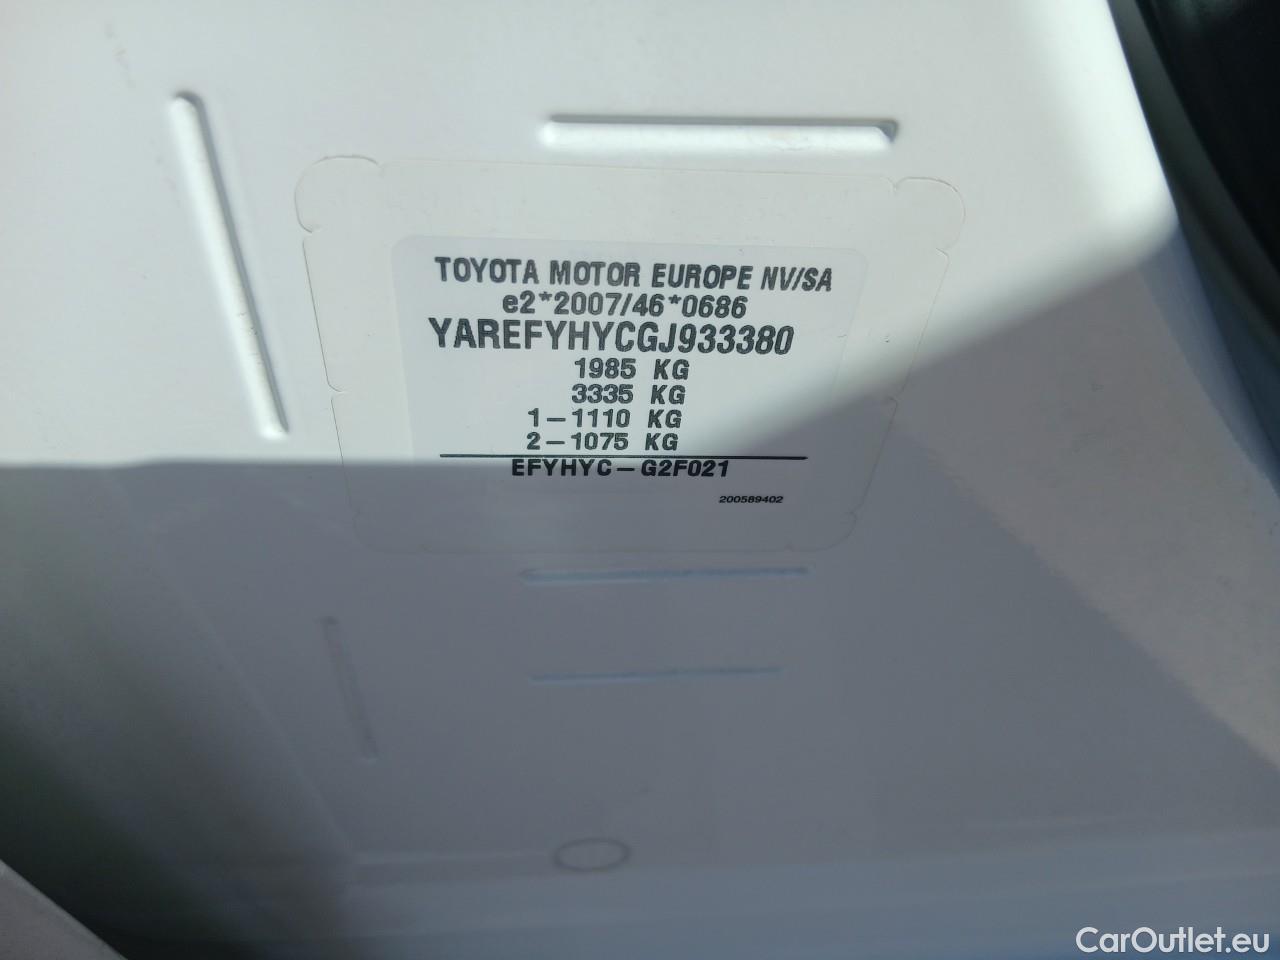 TOYOTA MOTOR EUROPE NV/SA
e2*2007/46*0686
YAREFYHYCGJ933380
1985 KG
3335 KG
1-1110 KG
2-1075 KG
EFYHYC-G2F021
200589402
CarOutlet.eu